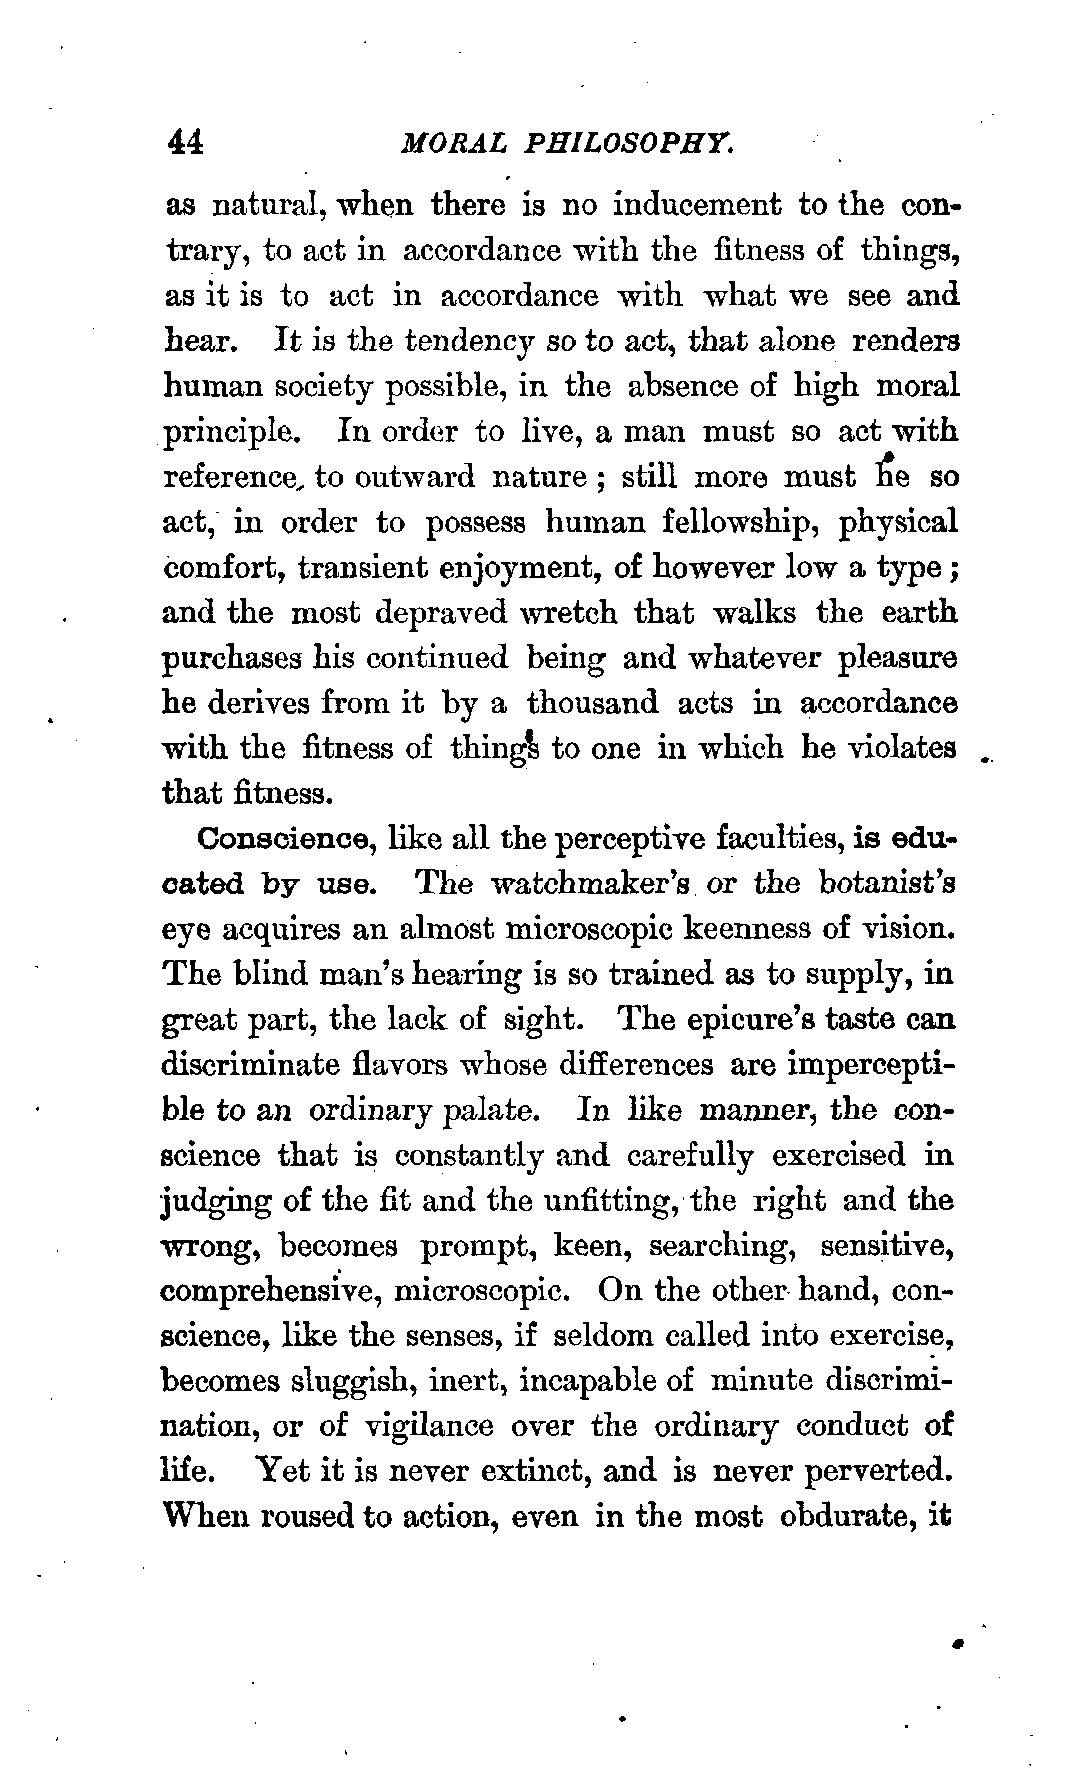 44 MORAL PHILOSOPHY.
as natural, when there is no inducement to the con-
trary, to act in accordance with the fitness of things,
as it is to act in accordance with what we see and
hear. It is the tendency so to act, that alone renders
human society possible, in the absence of high moral
principle. In order to live, a man must so act with
reference to outward nature ; still more must he so
act, in order to possess human fellowship, physical
comfort, transient enjoyment, of however low a type ;
and the most depraved wretch that walks the earth
purchases his continued being and whatever pleasure
he derives from it by a thousand acts in accordance
with the fitness of things to one in which he violates
that fitness.
Conscience, like all the perceptive faculties, is edu-
cated by use. The watchmaker's or the botanist's
eye acquires an almost microscopic keenness of vision.
The blind man's hearing is so trained as to supply, in
great part, the lack of sight. The epicure's taste can
discriminate flavors whose differences are impercepti-
ble to an ordinary palate. In like manner, the con-
science that is constantly and carefully exercised in
judging of the fit and the unfitting, the right and the
wrong, becomes prompt, keen, searching, sensitive,
comprehensive, microscopic. On the other hand, con-
science, like the senses, if seldom called into exercise,
becomes sluggish, inert, incapable of minute discrimi-
nation, or of vigilance over the ordinary conduct of
life. Yet it is never extinct, and is never perverted.
When roused to action, even in the most obdurate, it